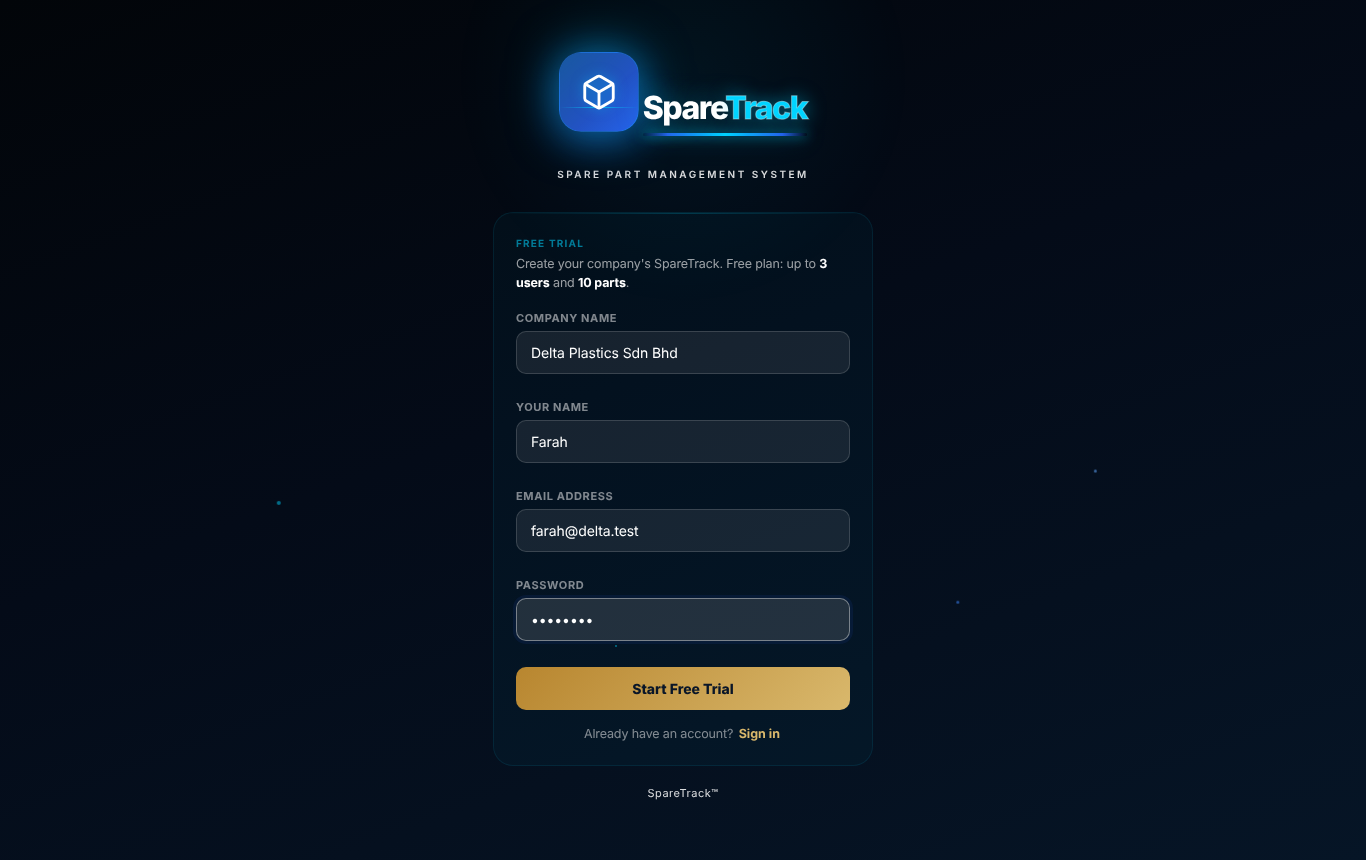 SpareTrack
SPARE PART MANAGEMENT SYSTEM
FREE TRIAL
Create your company's SpareTrack. Free plan: up to 3
users and 10 parts.
COMPANY NAME
Delta Plastics Sdn Bhd
YOUR NAME
Farah
EMAIL ADDRESS
farah@delta.test
PASSWORD
••••••••
Start Free Trial
Already have an account? Sign in
SpareTrack™